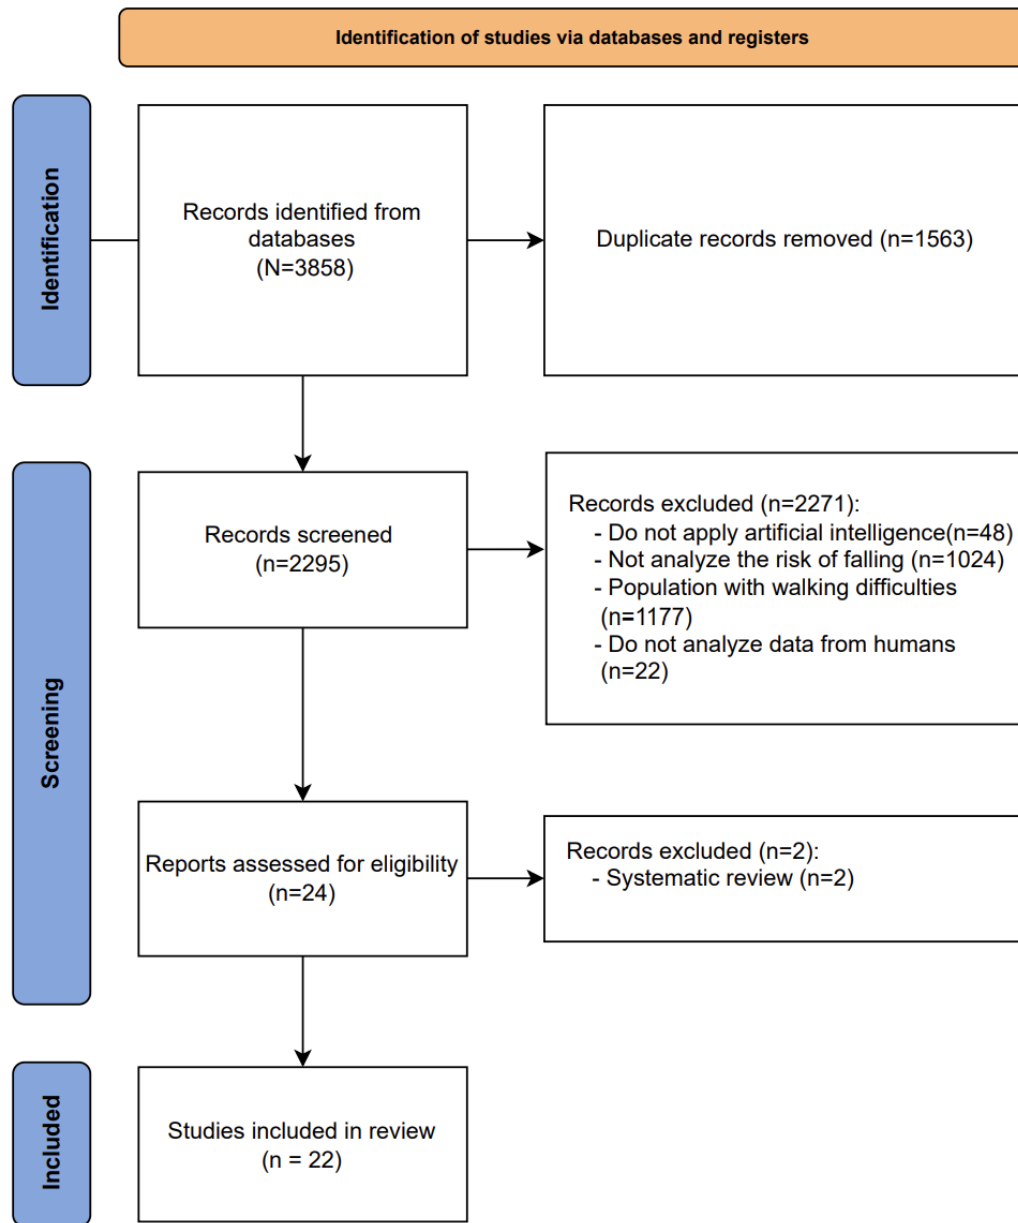 Identification of studies via databases and registers
Identification
Records identified from
databases
(N=3858)
Duplicate records removed (n=1563)
Screening
Records screened
(n=2295)
Records excluded (n=2271):
- Do not apply artificial intelligence(n=48)
- Not analyze the risk of falling (n=1024)
- Population with walking difficulties
(n=1177)
- Do not analyze data from humans
(n=22)
Reports assessed for eligibility
(n=24)
Records excluded (n=2):
- Systematic review (n=2)
Included
Studies included in review
(n = 22)